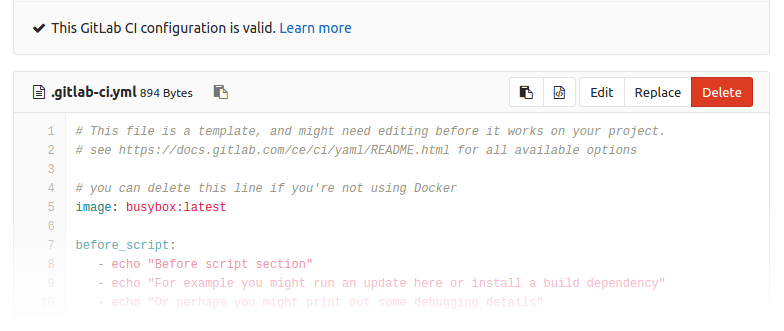 This GitLab CI configuration is valid. Learn more
.gitlab-ci.yml 894 Bytes Edit Replace Delete
1 # This file is a template, and might need editing before it works on your project.
2 # see https://docs.gitlab.com/ce/ci/yaml/README.html for all available options
3
4 # you can delete this line if you're not using Docker
5 image: busybox:latest
6
7 before_script:
8 - echo "Before script section"
9 - echo "For example you might run an update here or install a build dependency"
10 - echo "Or perhaps you might print out some debugging details"